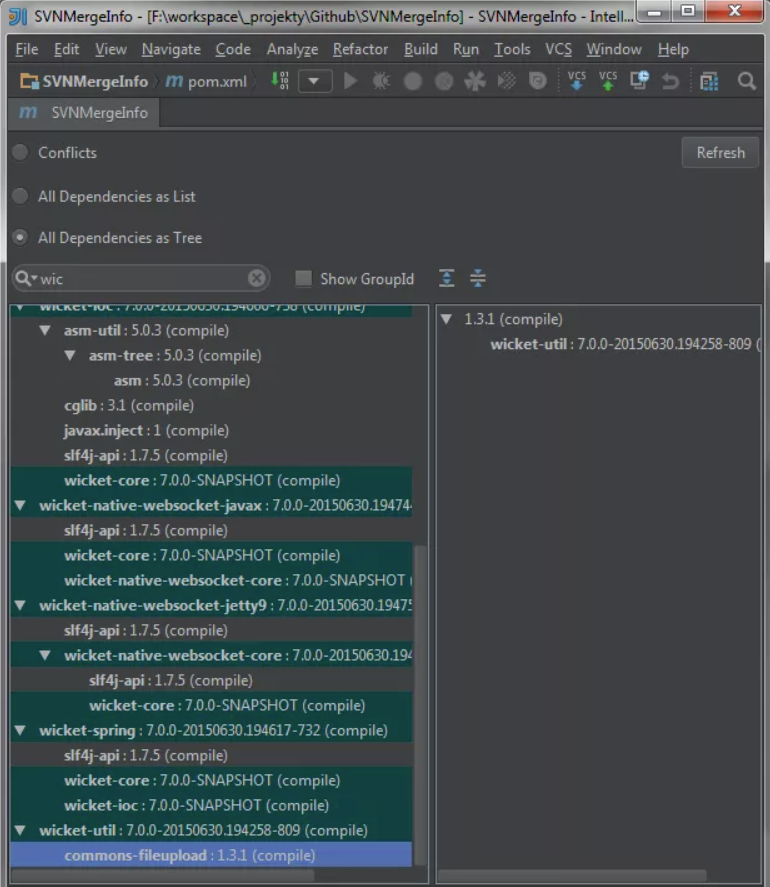 SVNMergeInfo - [F:\workspace\_projekty\Github\SVNMergeInfo] - SVNMergeInfo - Intell...
File Edit View Navigate Code Analyze Refactor Build Run Tools VCS Window Help
SVNMergeInfo m pom.xml VCS VCS
m SVNMergeInfo
Conflicts
Refresh
All Dependencies as List
All Dependencies as Tree
wic
Show GroupId
wicket-ioc : 7.0.0-20150630.194606-738 (compile)
asm-util : 5.0.3 (compile)
asm-tree : 5.0.3 (compile)
asm : 5.0.3 (compile)
cglib : 3.1 (compile)
javax.inject : 1 (compile)
slf4j-api : 1.7.5 (compile)
wicket-core : 7.0.0-SNAPSHOT (compile)
wicket-native-websocket-javax : 7.0.0-20150630.194744
slf4j-api : 1.7.5 (compile)
wicket-core : 7.0.0-SNAPSHOT (compile)
wicket-native-websocket-core : 7.0.0-SNAPSHOT (
wicket-native-websocket-jetty9 : 7.0.0-20150630.19475
slf4j-api : 1.7.5 (compile)
wicket-native-websocket-core : 7.0.0-20150630.194
slf4j-api : 1.7.5 (compile)
wicket-core : 7.0.0-SNAPSHOT (compile)
wicket-spring : 7.0.0-20150630.194617-732 (compile)
slf4j-api : 1.7.5 (compile)
wicket-core : 7.0.0-SNAPSHOT (compile)
wicket-ioc : 7.0.0-SNAPSHOT (compile)
wicket-util : 7.0.0-20150630.194258-809 (compile)
commons-fileupload : 1.3.1 (compile)
1.3.1 (compile)
wicket-util : 7.0.0-20150630.194258-809 (